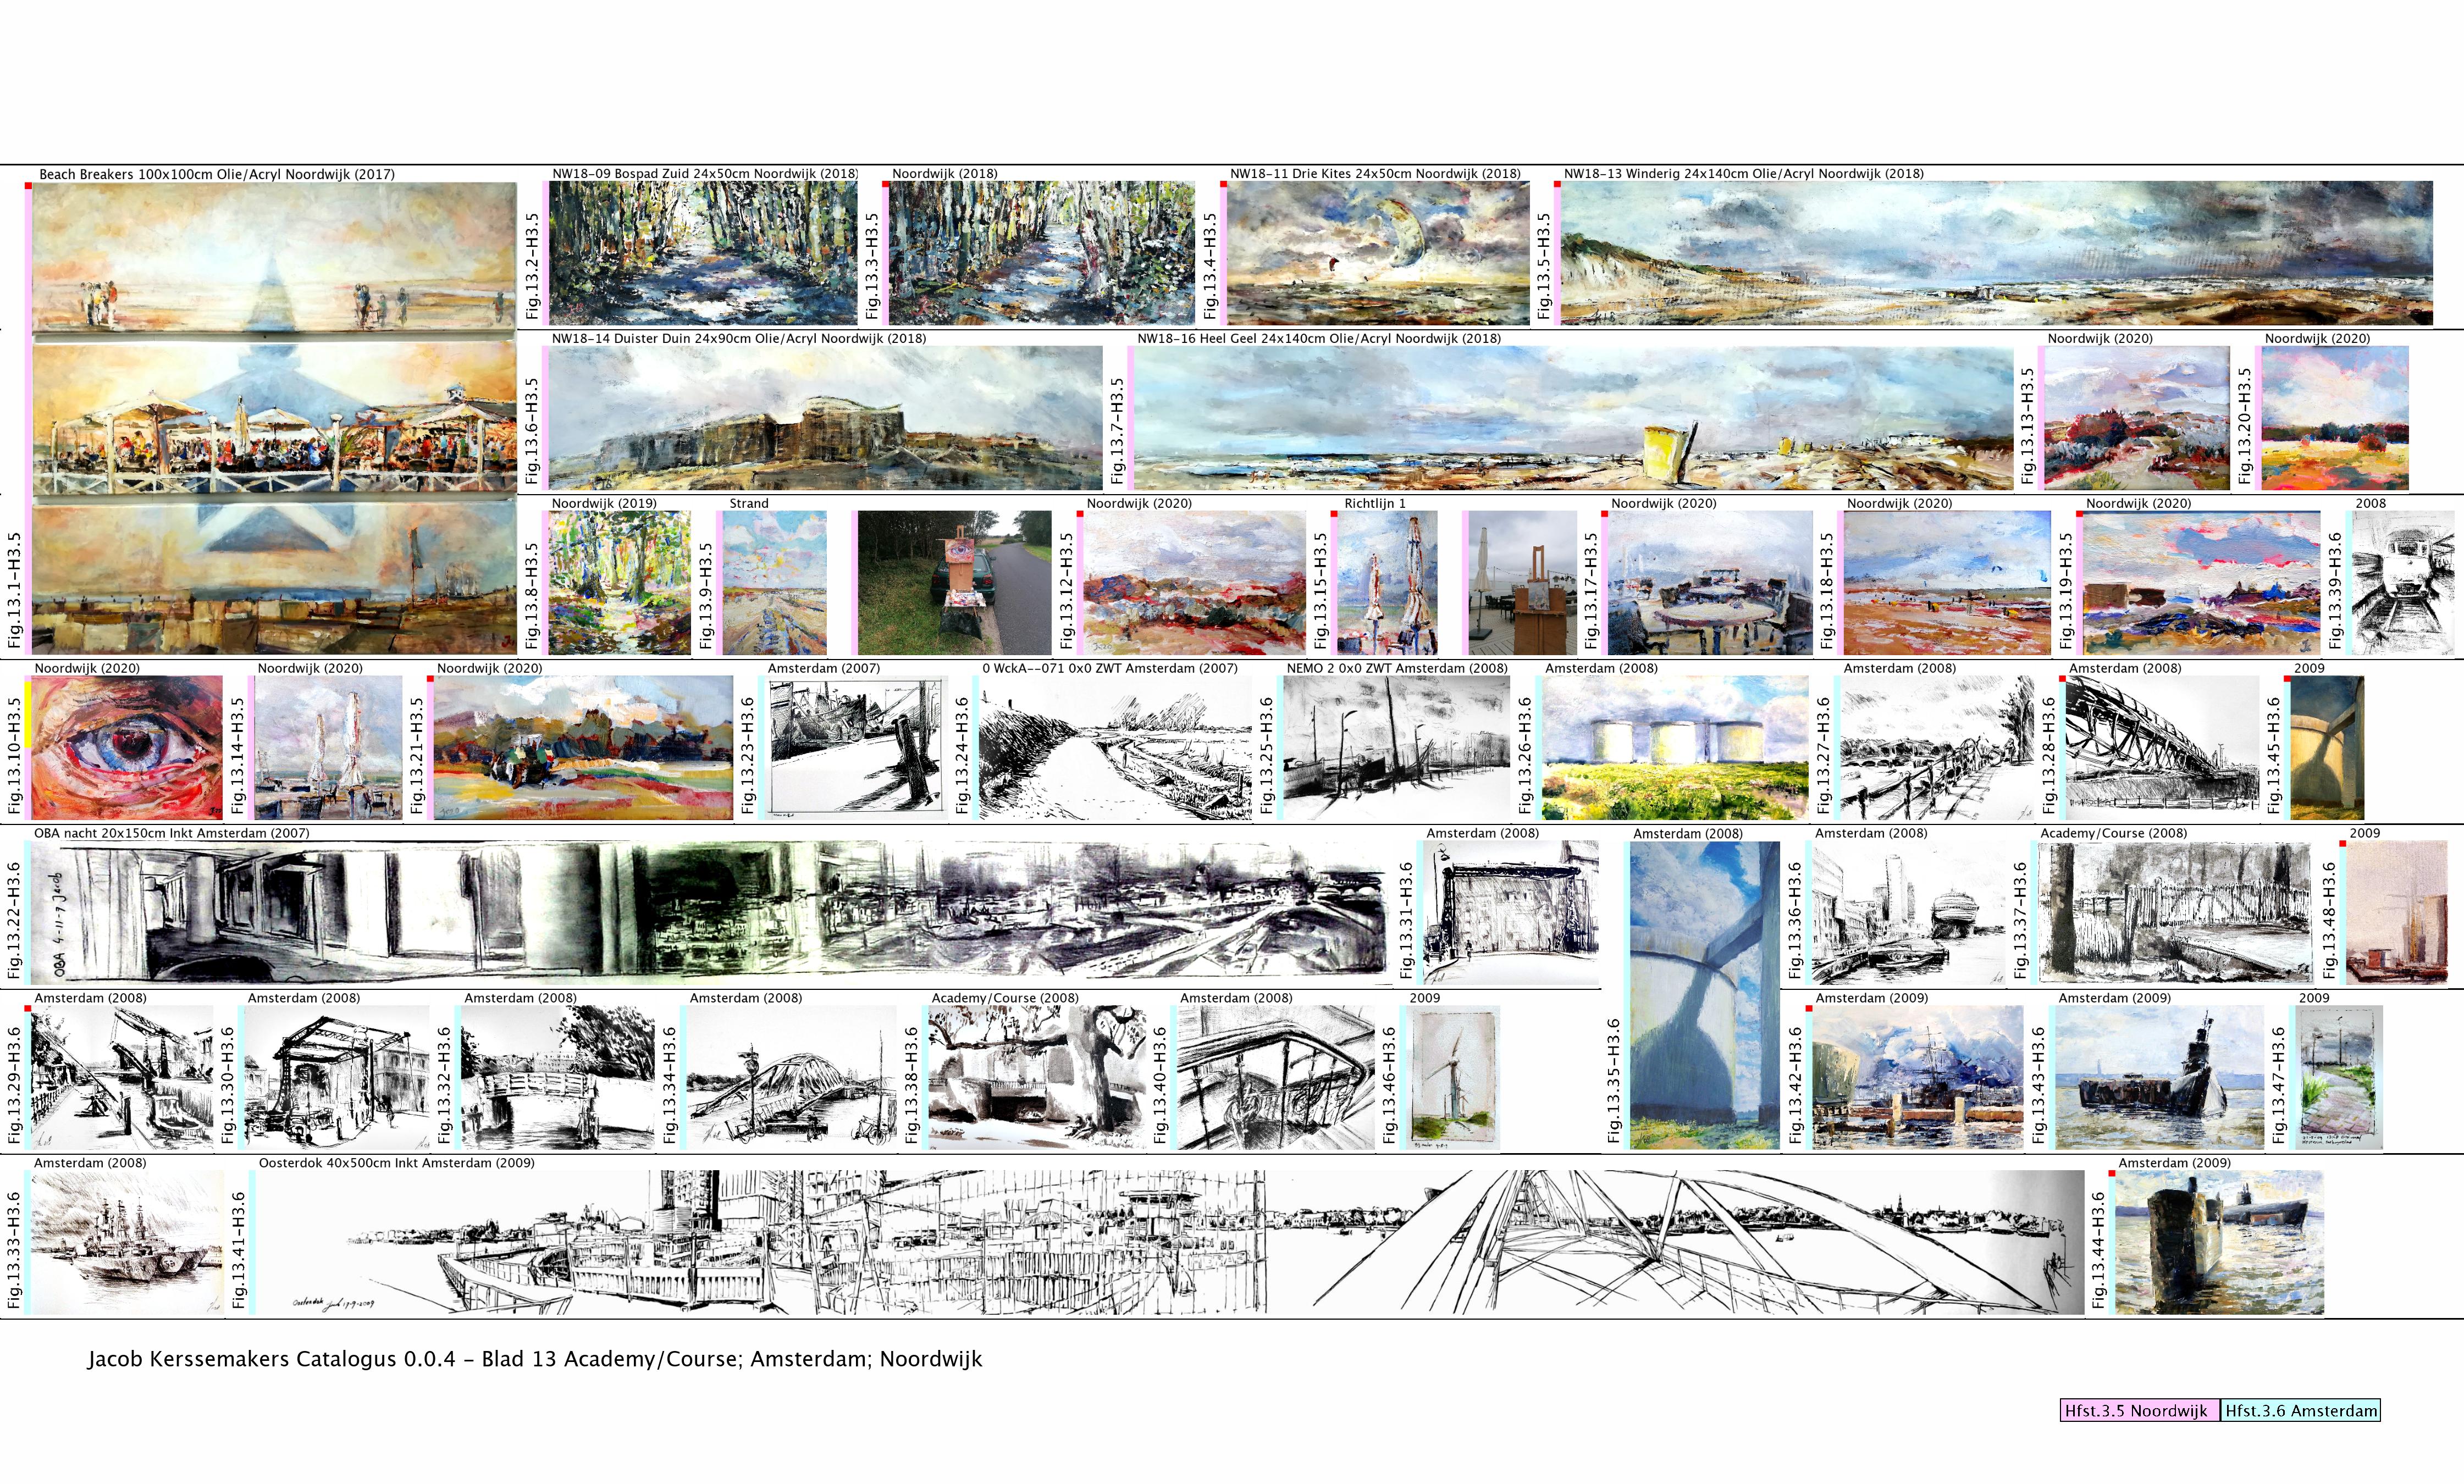 Beach Breakers 100x100cm Olie/Acryl Noordwijk (2017)
Fig.13.1-H3.5
NW18-09 Bospad Zuid 24x50cm Noordwijk (2018)
Fig.13.2-H3.5
Noordwijk (2018)
Fig.13.3-H3.5
NW18-11 Drie Kites 24x50cm Noordwijk (2018)
Fig.13.4-H3.5
NW18-13 Winderig 24x140cm Olie/Acryl Noordwijk (2018)
Fig.13.5-H3.5
NW18-14 Duister Duin 24x90cm Olie/Acryl Noordwijk (2018)
Fig.13.6-H3.5
NW18-16 Heel Geel 24x140cm Olie/Acryl Noordwijk (2018)
Fig.13.7-H3.5
Noordwijk (2020)
Fig.13.13-H3.5
Noordwijk (2020)
Fig.13.20-H3.5
Noordwijk (2019)
Fig.13.8-H3.5
Strand
Fig.13.9-H3.5
Noordwijk (2020)
Fig.13.12-H3.5
Richtlijn 1
Fig.13.15-H3.5
Noordwijk (2020)
Fig.13.17-H3.5
Noordwijk (2020)
Fig.13.18-H3.5
Noordwijk (2020)
Fig.13.19-H3.5
2008
Fig.13.39-H3.6
Noordwijk (2020)
Fig.13.10-H3.5
Noordwijk (2020)
Fig.13.14-H3.5
Noordwijk (2020)
Fig.13.21-H3.5
Amsterdam (2007)
Fig.13.23-H3.6
0 WckA--071 0x0 ZWT Amsterdam (2007)
Fig.13.24-H3.6
NEMO 2 0x0 ZWT Amsterdam (2008)
Fig.13.25-H3.6
Amsterdam (2008)
Fig.13.26-H3.6
Amsterdam (2008)
Fig.13.27-H3.6
Amsterdam (2008)
Fig.13.28-H3.6
2009
Fig.13.45-H3.6
OBA nacht 20x150cm Inkt Amsterdam (2007)
Fig.13.22-H3.6
OBA 4-11-7 Jacob
Amsterdam (2008)
Fig.13.31-H3.6
Amsterdam (2008)
Fig.13.35-H3.6
Amsterdam (2008)
Fig.13.36-H3.6
Academy/Course (2008)
Fig.13.37-H3.6
2009
Fig.13.48-H3.6
Amsterdam (2008)
Fig.13.29-H3.6
Amsterdam (2008)
Fig.13.30-H3.6
Amsterdam (2008)
Fig.13.32-H3.6
Amsterdam (2008)
Fig.13.34-H3.6
Academy/Course (2008)
Fig.13.38-H3.6
Amsterdam (2008)
Fig.13.40-H3.6
2009
Fig.13.46-H3.6
Amsterdam (2009)
Fig.13.42-H3.6
Amsterdam (2009)
Fig.13.43-H3.6
2009
Fig.13.47-H3.6
Amsterdam (2008)
Fig.13.33-H3.6
Oosterdok 40x500cm Inkt Amsterdam (2009)
Fig.13.41-H3.6
Oosterdok Jacob 19-9-2009
Amsterdam (2009)
Fig.13.44-H3.6
Jacob Kerssemakers Catalogus 0.0.4 - Blad 13 Academy/Course; Amsterdam; Noordwijk
Hfst.3.5 Noordwijk
Hfst.3.6 Amsterdam